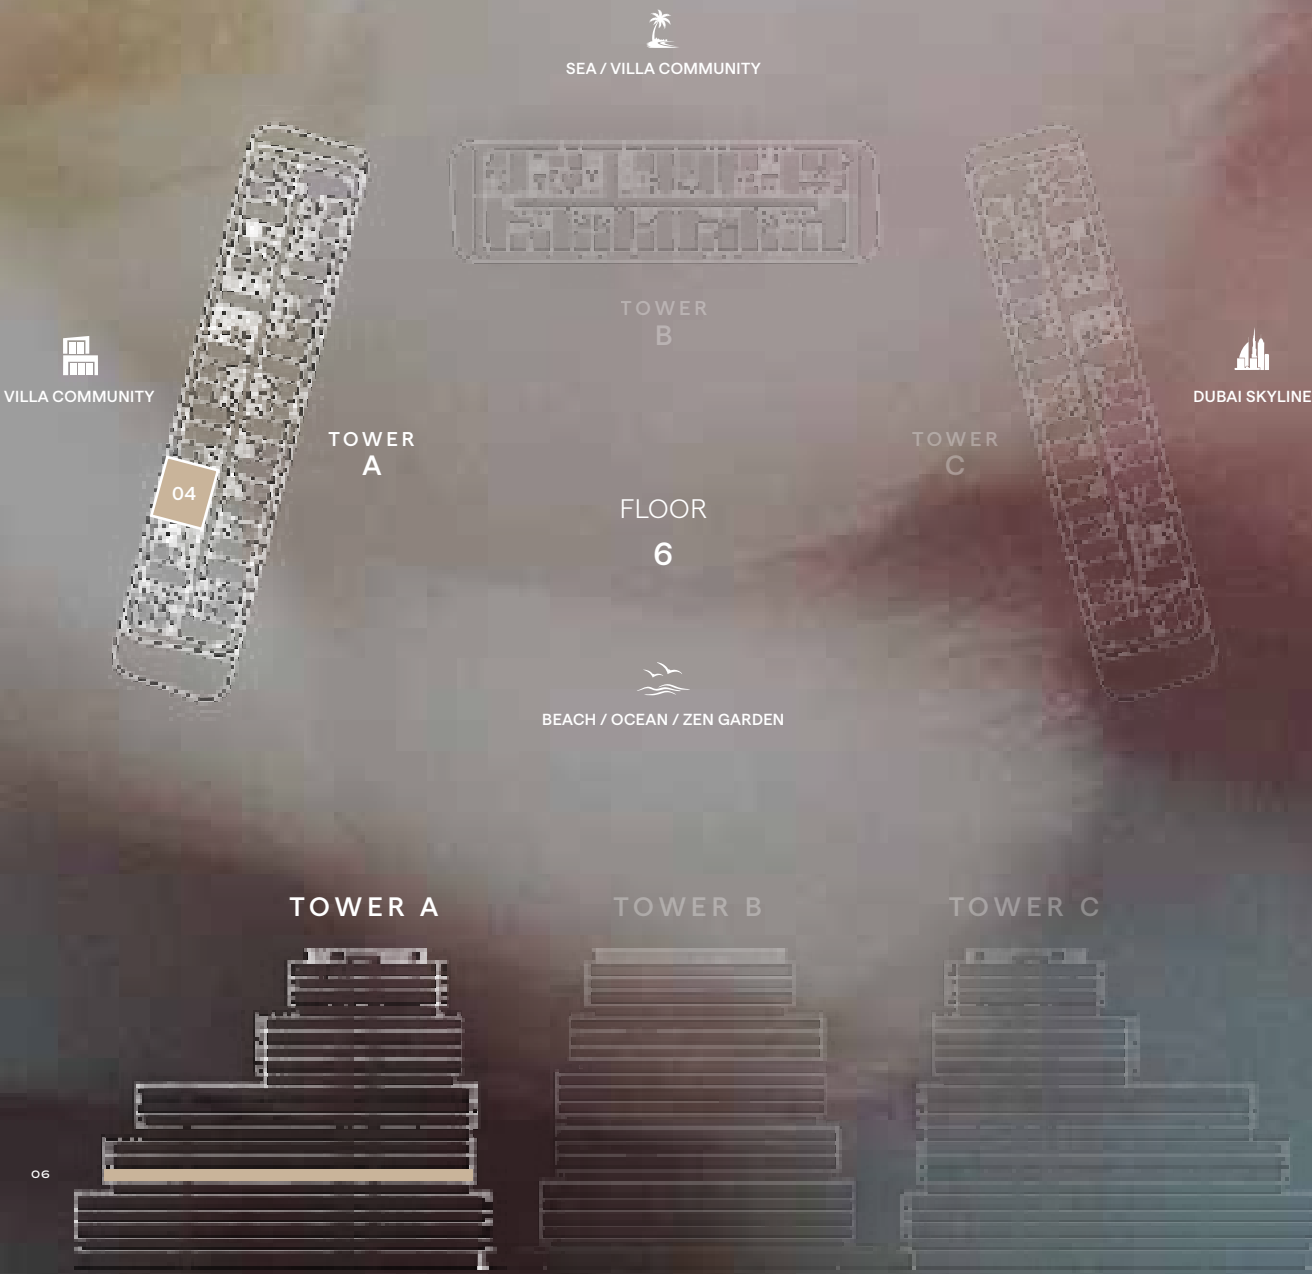 SEA / VILLA COMMUNITY
TOWER
B
VILLA COMMUNITY
DUBAI SKYLINE
TOWER
A
TOWER
C
04
FLOOR
6
BEACH / OCEAN / ZEN GARDEN
TOWER A
TOWER B
TOWER C
06